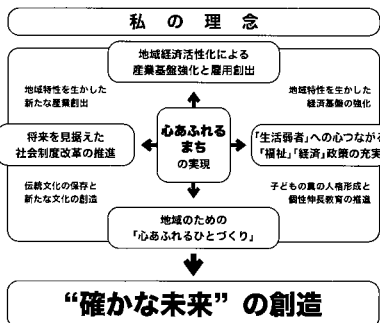 私の理念
地域経済活性化による
産業基盤強化と雇用創出
地域特性を生かした
新たな産業創出
地域特性を生かした
経済基盤の強化
将来を見据えた
社会制度改革の推進
心あふれる
まち
の実現
「生活弱者」への心つながる
「福祉」「経済」政策の充実
伝統文化の保存と
新たな文化の創造
子どもの真の人格形成と
個性伸長教育の推進
地域のための
「心あふれるひとづくり」
“確かな未来”の創造